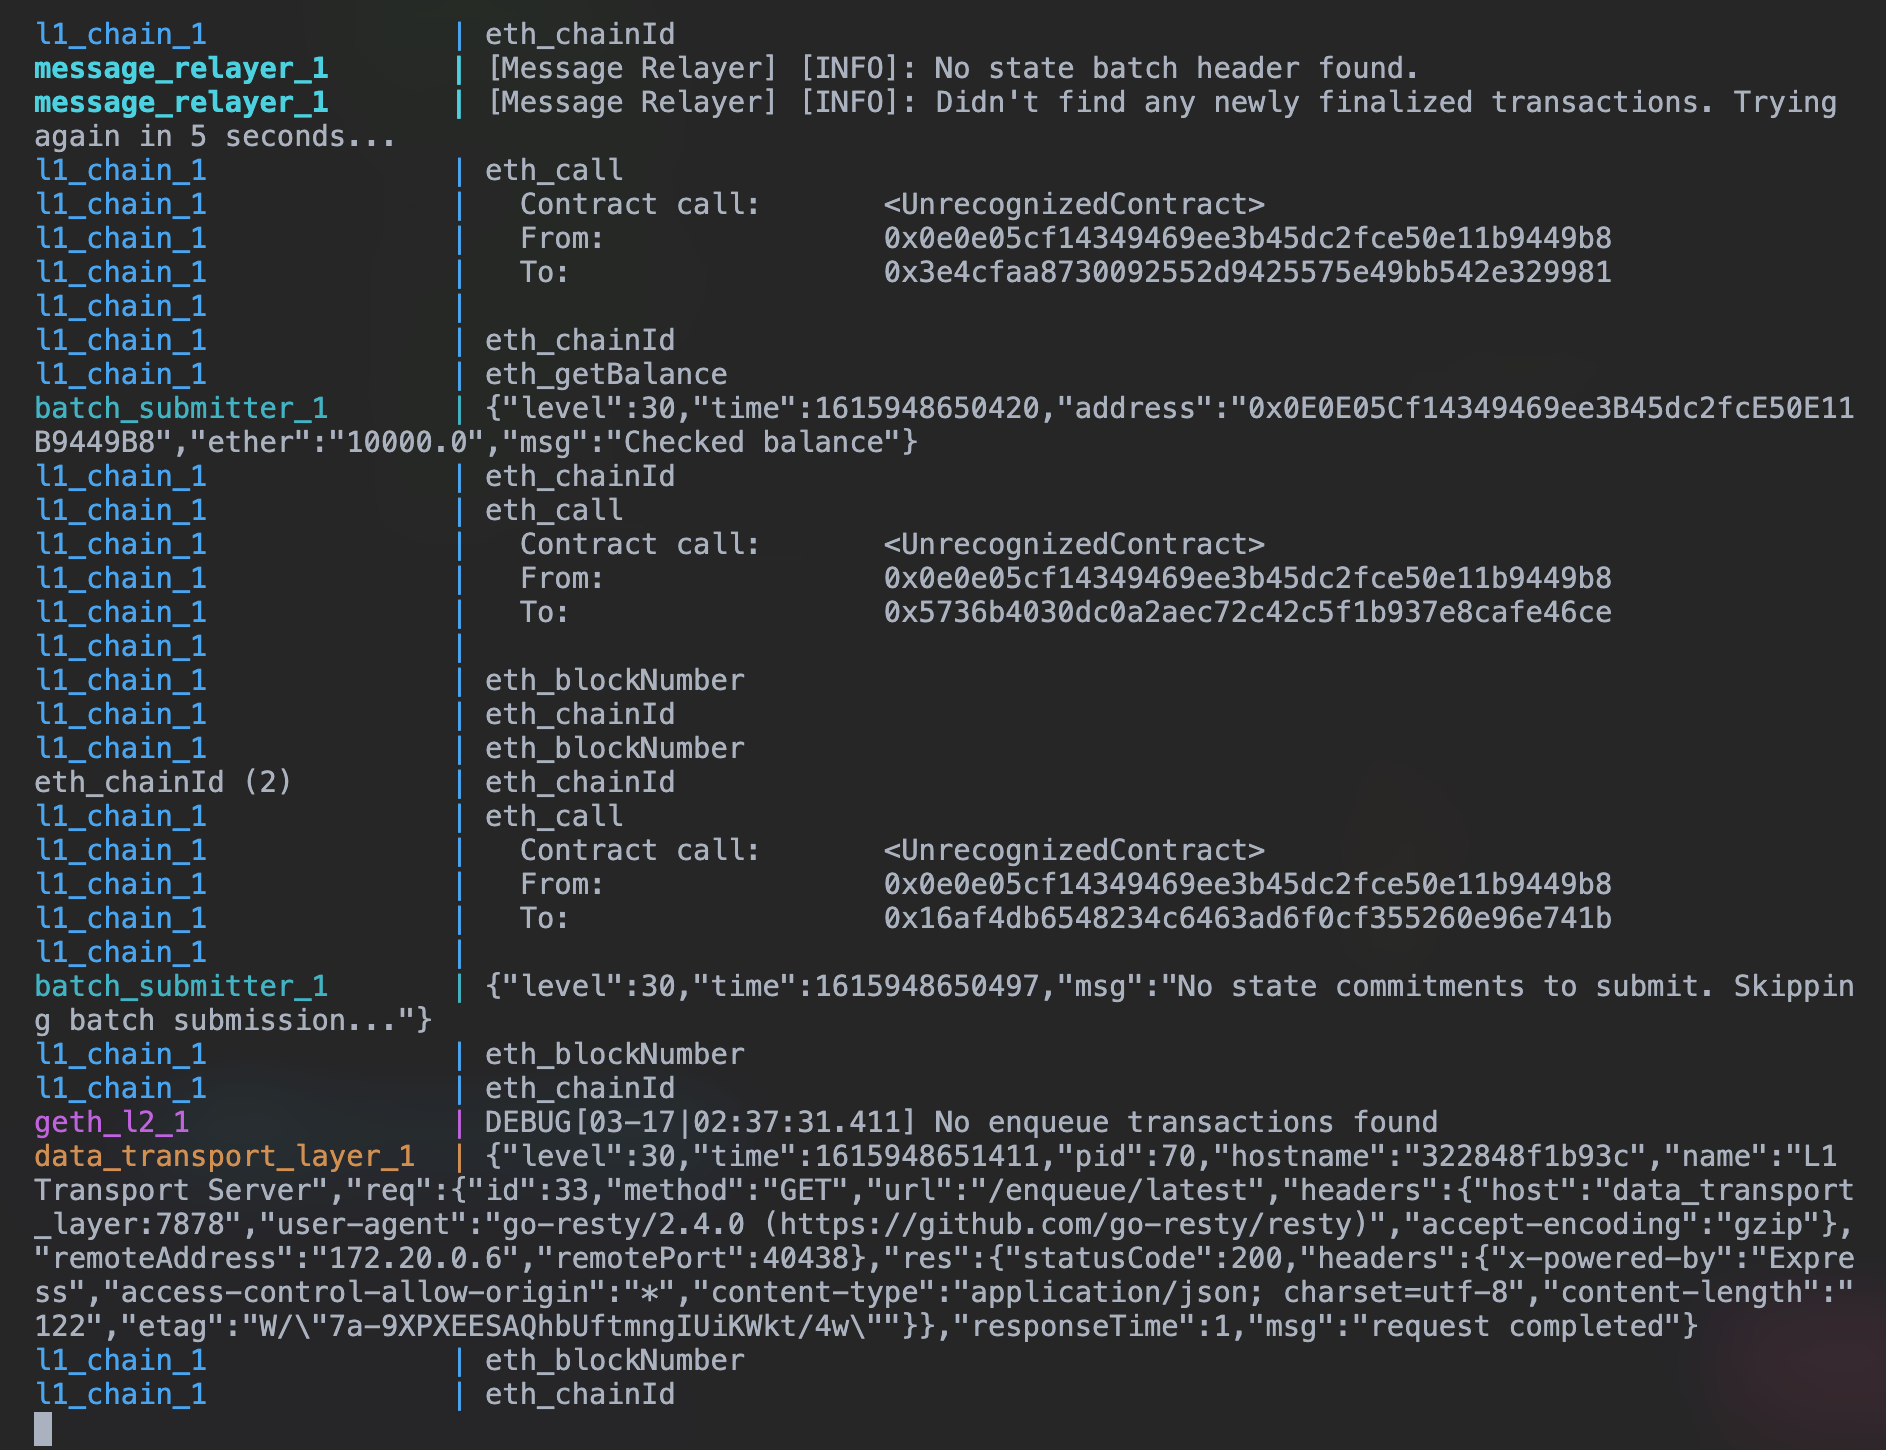 l1_chain_1 | eth_chainId
message_relayer_1 | [Message Relayer] [INFO]: No state batch header found.
message_relayer_1 | [Message Relayer] [INFO]: Didn't find any newly finalized transactions. Trying
again in 5 seconds...
l1_chain_1 | eth_call
l1_chain_1 | Contract call: <UnrecognizedContract>
l1_chain_1 | From: 0x0e0e05cf14349469ee3b45dc2fce50e11b9449b8
l1_chain_1 | To: 0x3e4cfaa8730092552d9425575e49bb542e329981
l1_chain_1 |
l1_chain_1 | eth_chainId
l1_chain_1 | eth_getBalance
batch_submitter_1 | {"level":30,"time":1615948650420,"address":"0x0E0E05Cf14349469ee3B45dc2fcE50E11
B9449B8","ether":"10000.0","msg":"Checked balance"}
l1_chain_1 | eth_chainId
l1_chain_1 | eth_call
l1_chain_1 | Contract call: <UnrecognizedContract>
l1_chain_1 | From: 0x0e0e05cf14349469ee3b45dc2fce50e11b9449b8
l1_chain_1 | To: 0x5736b4030dc0a2aec72c42c5f1b937e8cafe46ce
l1_chain_1 |
l1_chain_1 | eth_blockNumber
l1_chain_1 | eth_chainId
l1_chain_1 | eth_blockNumber
eth_chainId (2) | eth_chainId
l1_chain_1 | eth_call
l1_chain_1 | Contract call: <UnrecognizedContract>
l1_chain_1 | From: 0x0e0e05cf14349469ee3b45dc2fce50e11b9449b8
l1_chain_1 | To: 0x16af4db6548234c6463ad6f0cf355260e96e741b
l1_chain_1 |
batch_submitter_1 | {"level":30,"time":1615948650497,"msg":"No state commitments to submit. Skippin
g batch submission..."}
l1_chain_1 | eth_blockNumber
l1_chain_1 | eth_chainId
geth_l2_1 | DEBUG[03-17|02:37:31.411] No enqueue transactions found
data_transport_layer_1 | {"level":30,"time":1615948651411,"pid":70,"hostname":"322848f1b93c","name":"L1
Transport Server","req":{"id":33,"method":"GET","url":"/enqueue/latest","headers":{"host":"data_transport
_layer:7878","user-agent":"go-resty/2.4.0 (https://github.com/go-resty/resty)","accept-encoding":"gzip"},
"remoteAddress":"172.20.0.6","remotePort":40438},"res":{"statusCode":200,"headers":{"x-powered-by":"Expre
ss","access-control-allow-origin":"*","content-type":"application/json; charset=utf-8","content-length":"
122","etag":"W/\"7a-9XPXEESAQhbUftmngIUiKWkt/4w\""}},"responseTime":1,"msg":"request completed"}
l1_chain_1 | eth_blockNumber
l1_chain_1 | eth_chainId